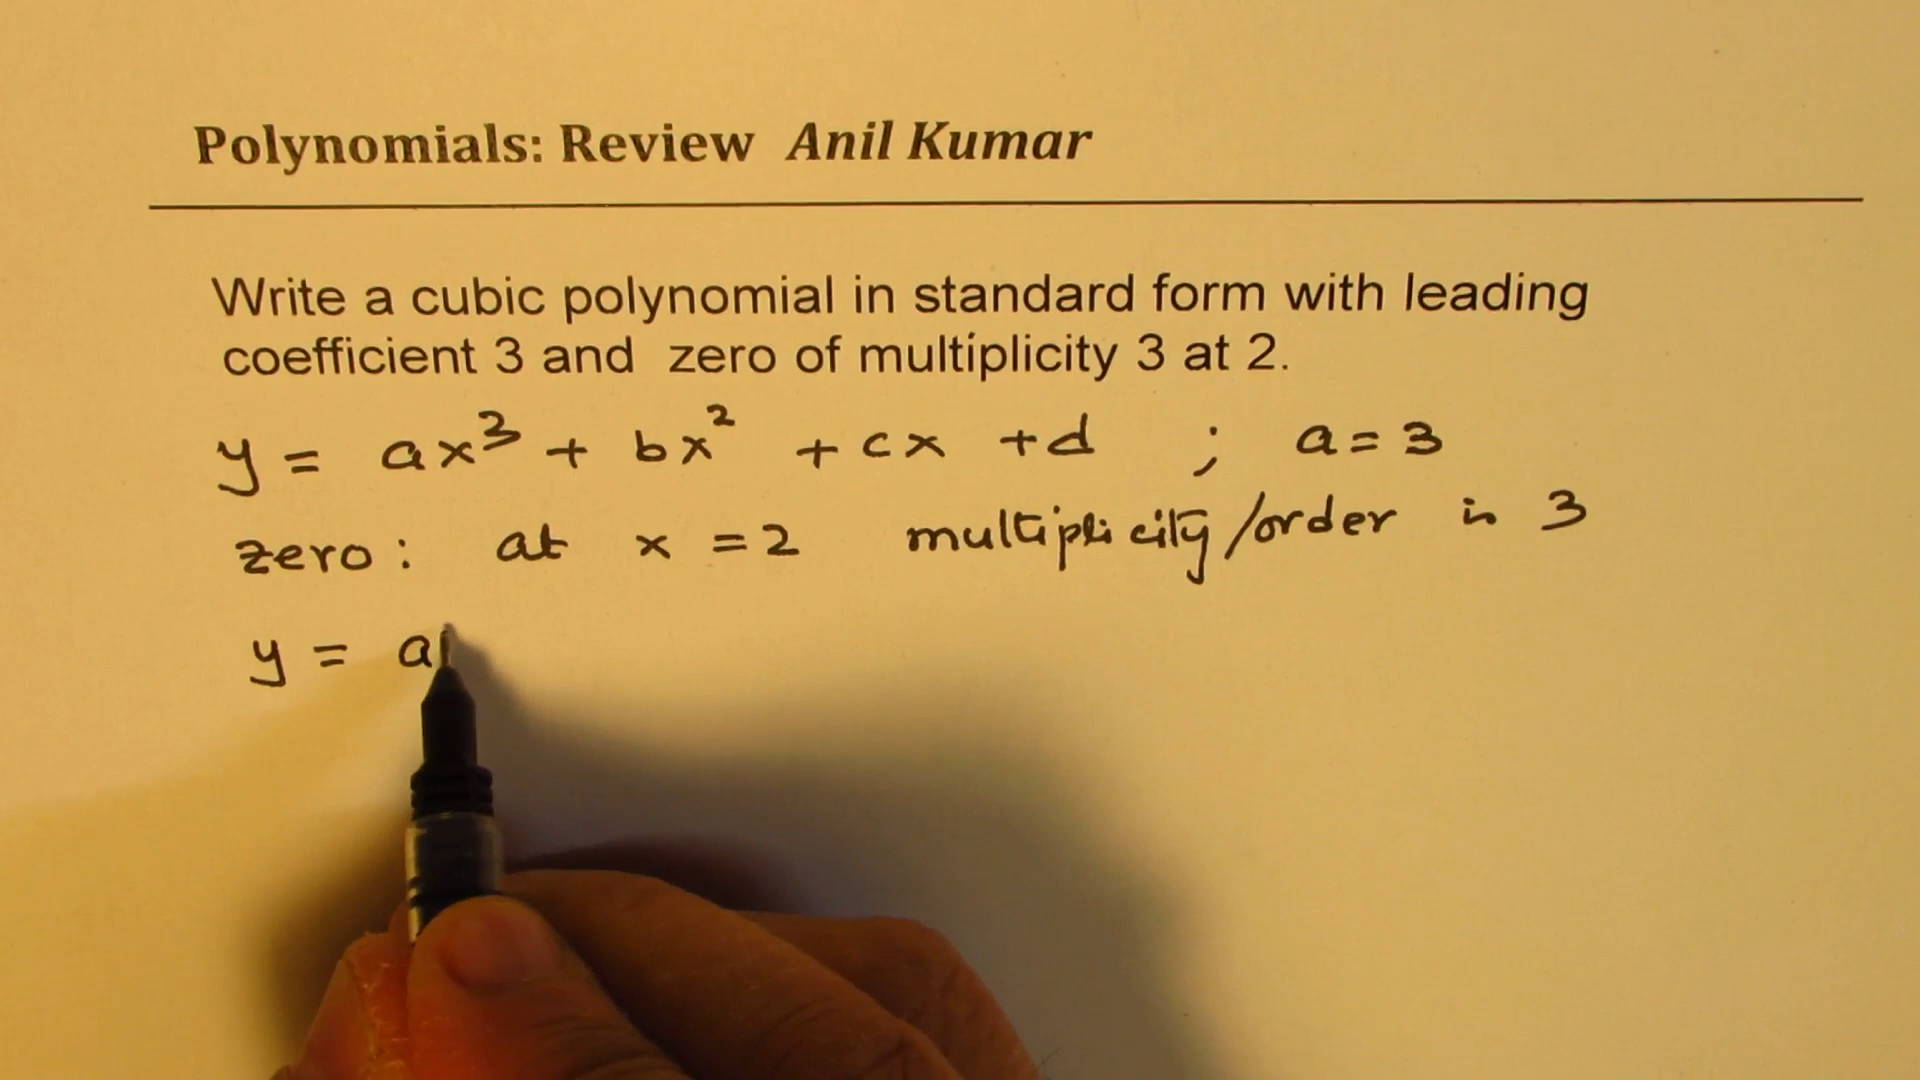 Polynomials: Review Anil Kumar
Write a cubic polynomial in standard form with leading
coefficient 3 and zero of multiplicity 3 at 2.
y = ax³ + bx² + cx + d ; a = 3
zero: at x = 2 multiplicity/order is 3
y = a